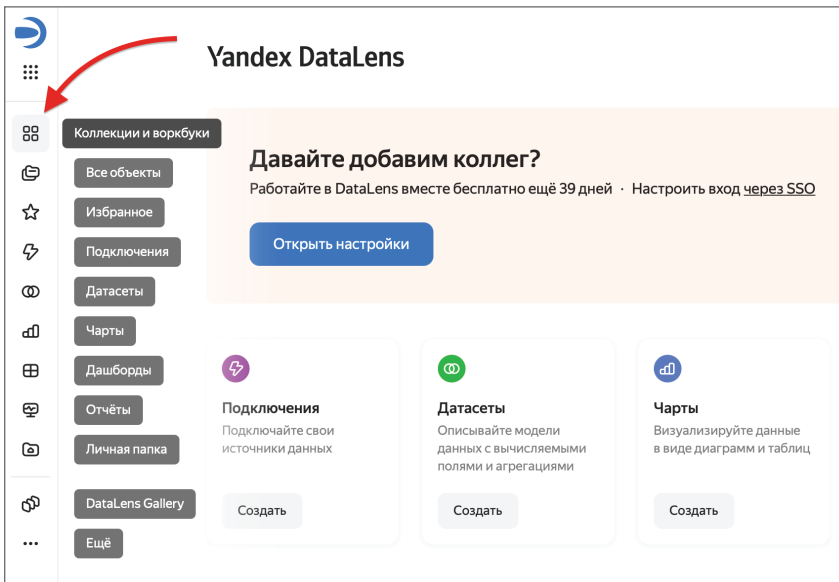 Yandex DataLens
Коллекции и воркбуки
Все объекты
Избранное
Подключения
Датасеты
Чарты
Дашборды
Отчёты
Личная папка
DataLens Gallery
Ещё
Давайте добавим коллег?
Работайте в DataLens вместе бесплатно ещё 39 дней · Настроить вход через SSO
Открыть настройки
Подключения
Подключайте свои
источники данных
Создать
Датасеты
Описывайте модели
данных с вычисляемыми
полями и агрегациями
Создать
Чарты
Визуализируйте данные
в виде диаграмм и таблиц
Создать